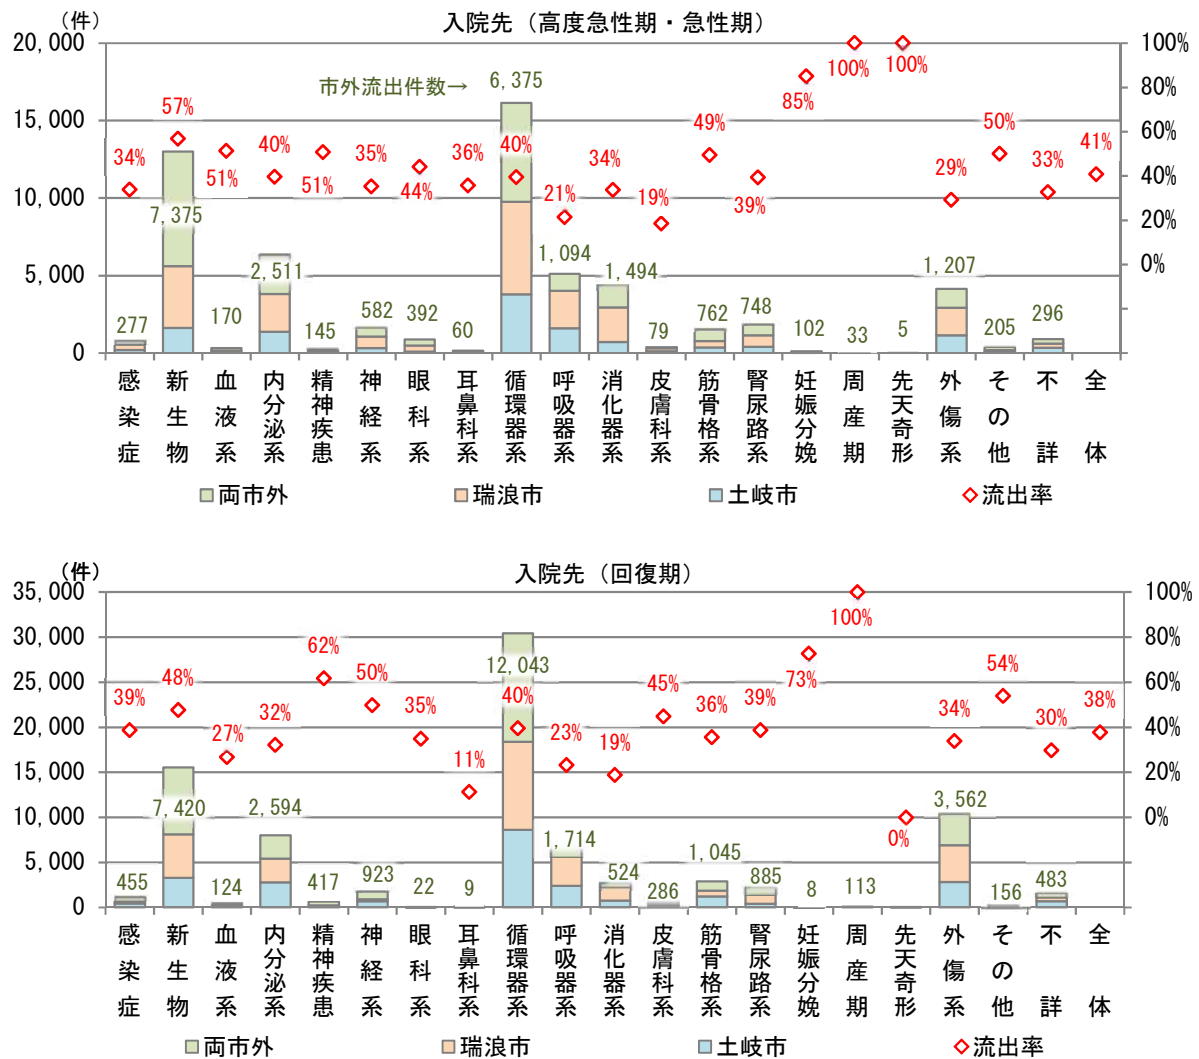 （件）
入院先（高度急性期・急性期）
20,000
15,000
10,000
5,000
0
100%
80%
60%
40%
20%
0%
市外流出件数→
34% 57% 51% 40% 51% 35% 44% 36% 40% 21% 34% 19% 49% 39% 85% 100% 100% 29% 50% 33% 41%
277 7,375 170 2,511 145 582 392 60 6,375 1,094 1,494 79 762 748 102 33 5 1,207 205 296
感染症 新生物 血液系 内分泌系 精神疾患 神経系 眼科系 耳鼻科系 循環器系 呼吸器系 消化器系 皮膚科系 筋骨格系 腎尿路系 妊娠分娩 周産期 先天奇形 外傷系 その他 不詳 全体
両市外 瑞浪市 土岐市 流出率
（件）
入院先（回復期）
35,000
30,000
25,000
20,000
15,000
10,000
5,000
0
100%
80%
60%
40%
20%
0%
39% 48% 27% 32% 62% 50% 35% 11% 40% 23% 19% 45% 36% 39% 73% 100% 0% 34% 54% 30% 38%
455 7,420 124 2,594 417 923 22 9 12,043 1,714 524 286 1,045 885 8 113 3,562 156 483
感染症 新生物 血液系 内分泌系 精神疾患 神経系 眼科系 耳鼻科系 循環器系 呼吸器系 消化器系 皮膚科系 筋骨格系 腎尿路系 妊娠分娩 周産期 先天奇形 外傷系 その他 不詳 全体
両市外 瑞浪市 土岐市 流出率